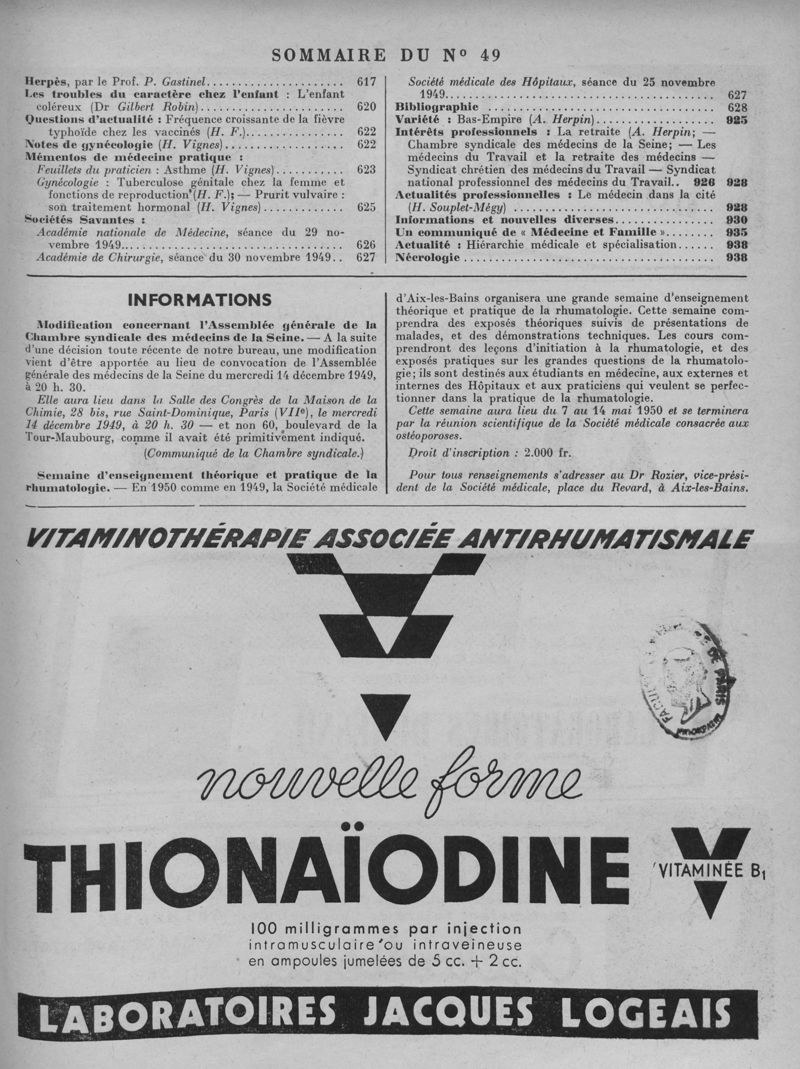 SOMMAIRE DU Nº 49
Herpès, par le Prof. P. Gastinel..................... 617
Les troubles du caractère chez l'enfant : L'enfant
coléreux (Dr Gilbert Robin)........................ 620
Questions d'actualité : Fréquence croissante de la fièvre
typhoïde chez les vaccinés (H. F.)............... 622
Notes de gynécologie (H. Vignes)................... 622
Mémentos de médecine pratique :
Feuillets du praticien : Asthme (H. Vignes)........... 623
Gynécologie : Tuberculose génitale chez la femme et
fonctions de reproduction (H. F.); — Prurit vulvaire :
son traitement hormonal (H. Vignes)............. 625
Sociétés Savantes :
Académie nationale de Médecine, séance du 29 no-
vembre 1949..................................... 626
Académie de Chirurgie, séance du 30 novembre 1949.. 627
Société médicale des Hôpitaux, séance du 25 novembre
1949............................................. 627
Bibliographie ..................................... 628
Variété : Bas-Empire (A. Herpin).................. 925
Intérêts professionnels : La retraite (A. Herpin; —
Chambre syndicale des médecins de la Seine; — Les
médecins du Travail et la retraite des médecins —
Syndicat chrétien des médecins du Travail — Syndicat
national professionnel des médecins du Travail.. 926 928
Actualités professionnelles : Le médecin dans la cité
(H. Souplet-Mégy) ................................ 928
Informations et nouvelles diverses............... 930
Un communiqué de « Médecine et Famille »........ 935
Actualité : Hiérarchie médicale et spécialisation...... 938
Nécrologie......................................... 938
INFORMATIONS
Modification concernant l'Assemblée générale de la
Chambre syndicale des médecins de la Seine. — A la suite
d'une décision toute récente de notre bureau, une modification
vient d'être apportée au lieu de convocation de l'Assemblée
générale des médecins de la Seine du mercredi 14 décembre 1949,
à 20 h. 30.
Elle aura lieu dans la Salle des Congrès de la Maison de la
Chimie, 28 bis, rue Saint-Dominique, Paris (VIIe), le mercredi
14 décembre 1949, à 20 h. 30 — et non 60, boulevard de la
Tour-Maubourg, comme il avait été primitivement indiqué.
(Communiqué de la Chambre syndicale.)
Semaine d'enseignement théorique et pratique de la
rhumatologie. — En 1950 comme en 1949, la Société médicale
d'Aix-les-Bains organisera une grande semaine d'enseignement
théorique et pratique de la rhumatologie. Cette semaine com-
prendra des exposés théoriques suivis de présentations de
malades, et des démonstrations techniques. Les cours com-
prendront des leçons d'initiation à la rhumatologie, et des
exposés pratiques sur les grandes questions de la rhumatolo-
gie; ils sont destinés aux étudiants en médecine, aux externes et
internes des Hôpitaux et aux praticiens qui veulent se perfec-
tionner dans la pratique de la rhumatologie.
Cette semaine aura lieu du 7 au 14 mai 1950 et se terminera
par la réunion scientifique de la Société médicale consacrée aux
ostéoporoses.
Droit d'inscription : 2.000 fr.
Pour tous renseignements s'adresser au Dr Rozier, vice-prési-
dent de la Société médicale, place du Revard, à Aix-les-Bains.
VITAMINOTHÉRAPIE ASSOCIÉE ANTIRHUMATISMALE
DE PARIS
nouvelle forme
THIONAÏODINE
VITAMINÉE B1
100 milligrammes par injection
intramusculaire ou intraveineuse
en ampoules jumelées de 5 cc. + 2 cc.
LABORATOIRES JACQUES LOGEAIS